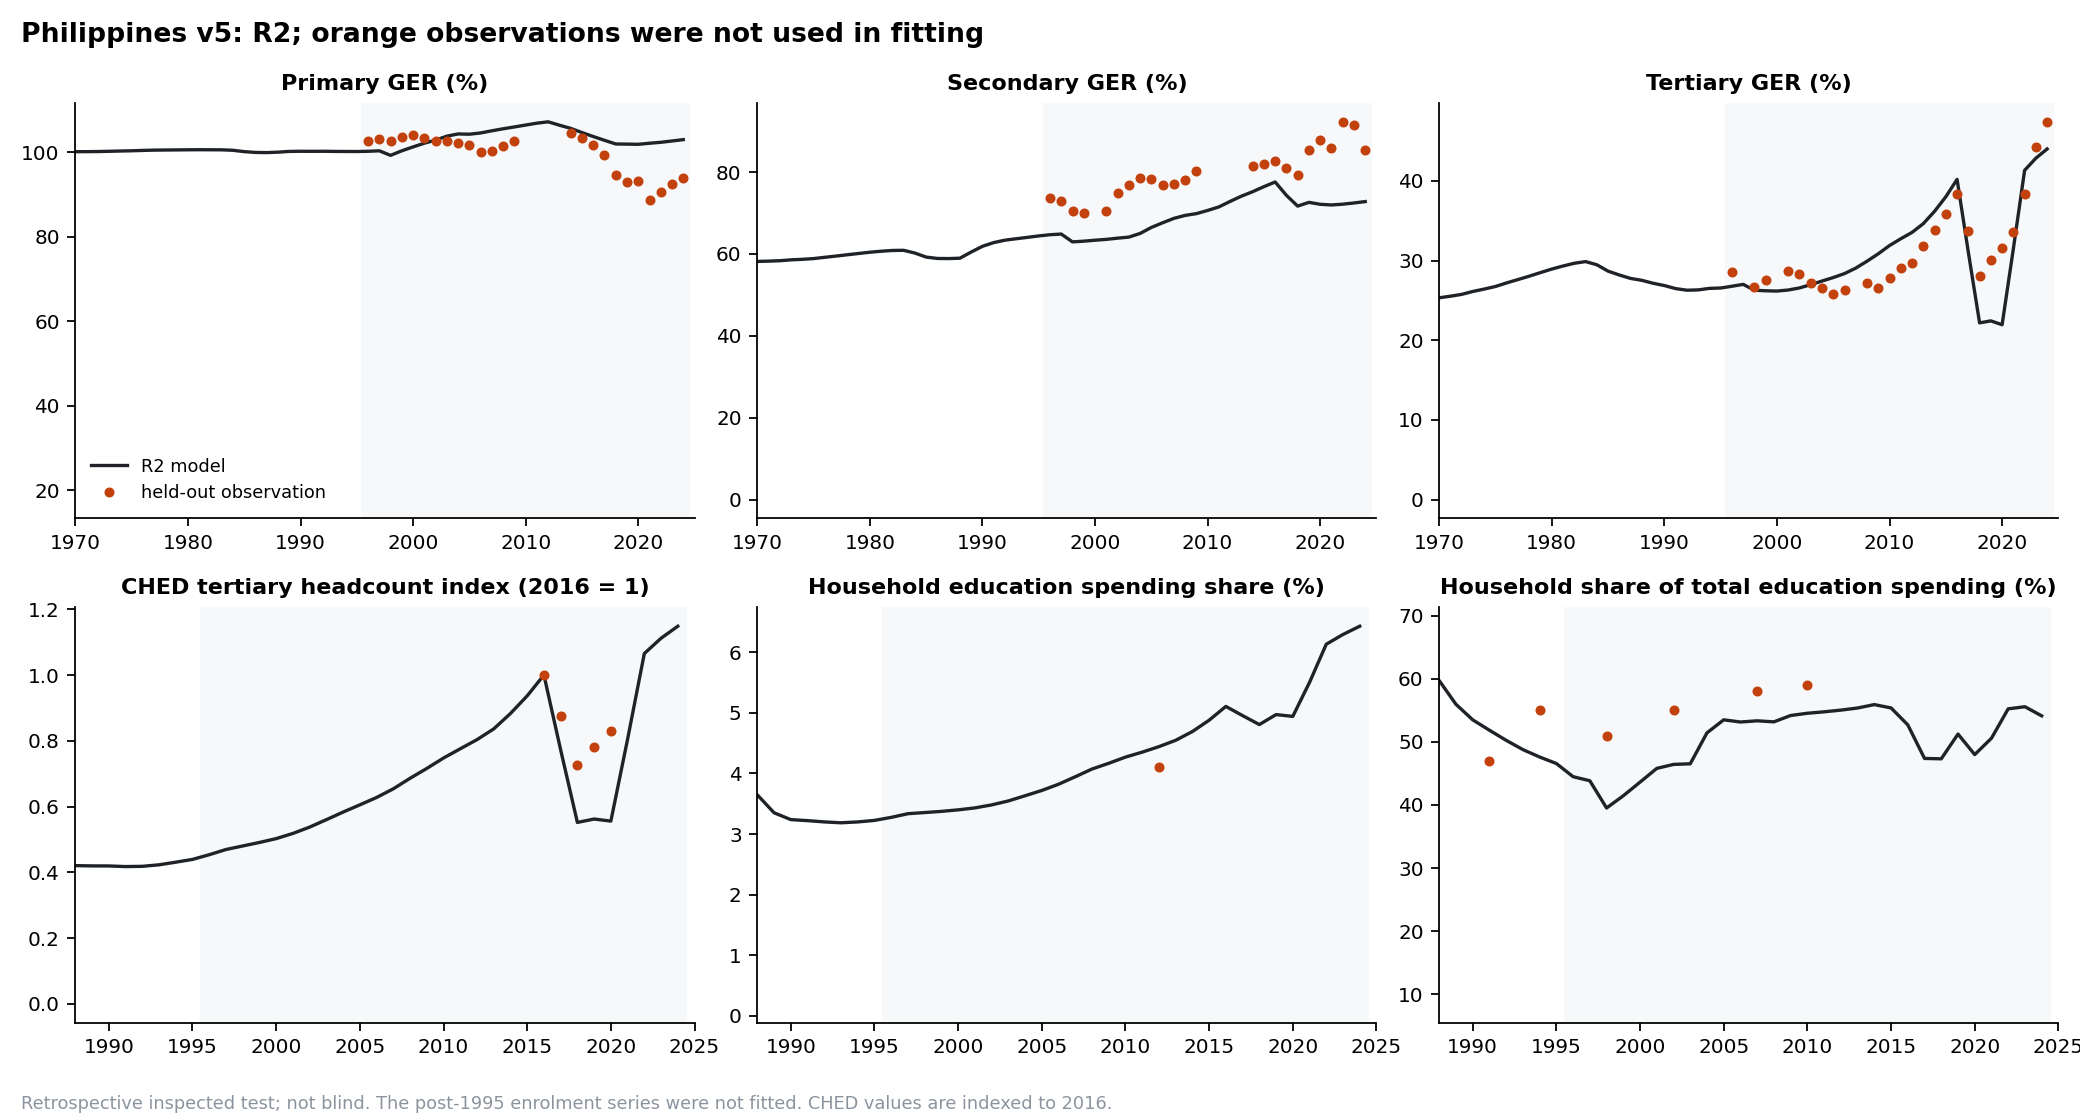 Philippines v5: R2; orange observations were not used in fitting
Primary GER (%)
100
80
60
40
20
R2 model
held-out observation
1970 1980 1990 2000 2010 2020
Secondary GER (%)
80
60
40
20
0
1970 1980 1990 2000 2010 2020
Tertiary GER (%)
40
30
20
10
0
1970 1980 1990 2000 2010 2020
CHED tertiary headcount index (2016 = 1)
1.2
1.0
0.8
0.6
0.4
0.2
0.0
1990 1995 2000 2005 2010 2015 2020 2025
Household education spending share (%)
6
5
4
3
2
1
0
1990 1995 2000 2005 2010 2015 2020 2025
Household share of total education spending (%)
70
60
50
40
30
20
10
1990 1995 2000 2005 2010 2015 2020 2025
Retrospective inspected test; not blind. The post-1995 enrolment series were not fitted. CHED values are indexed to 2016.